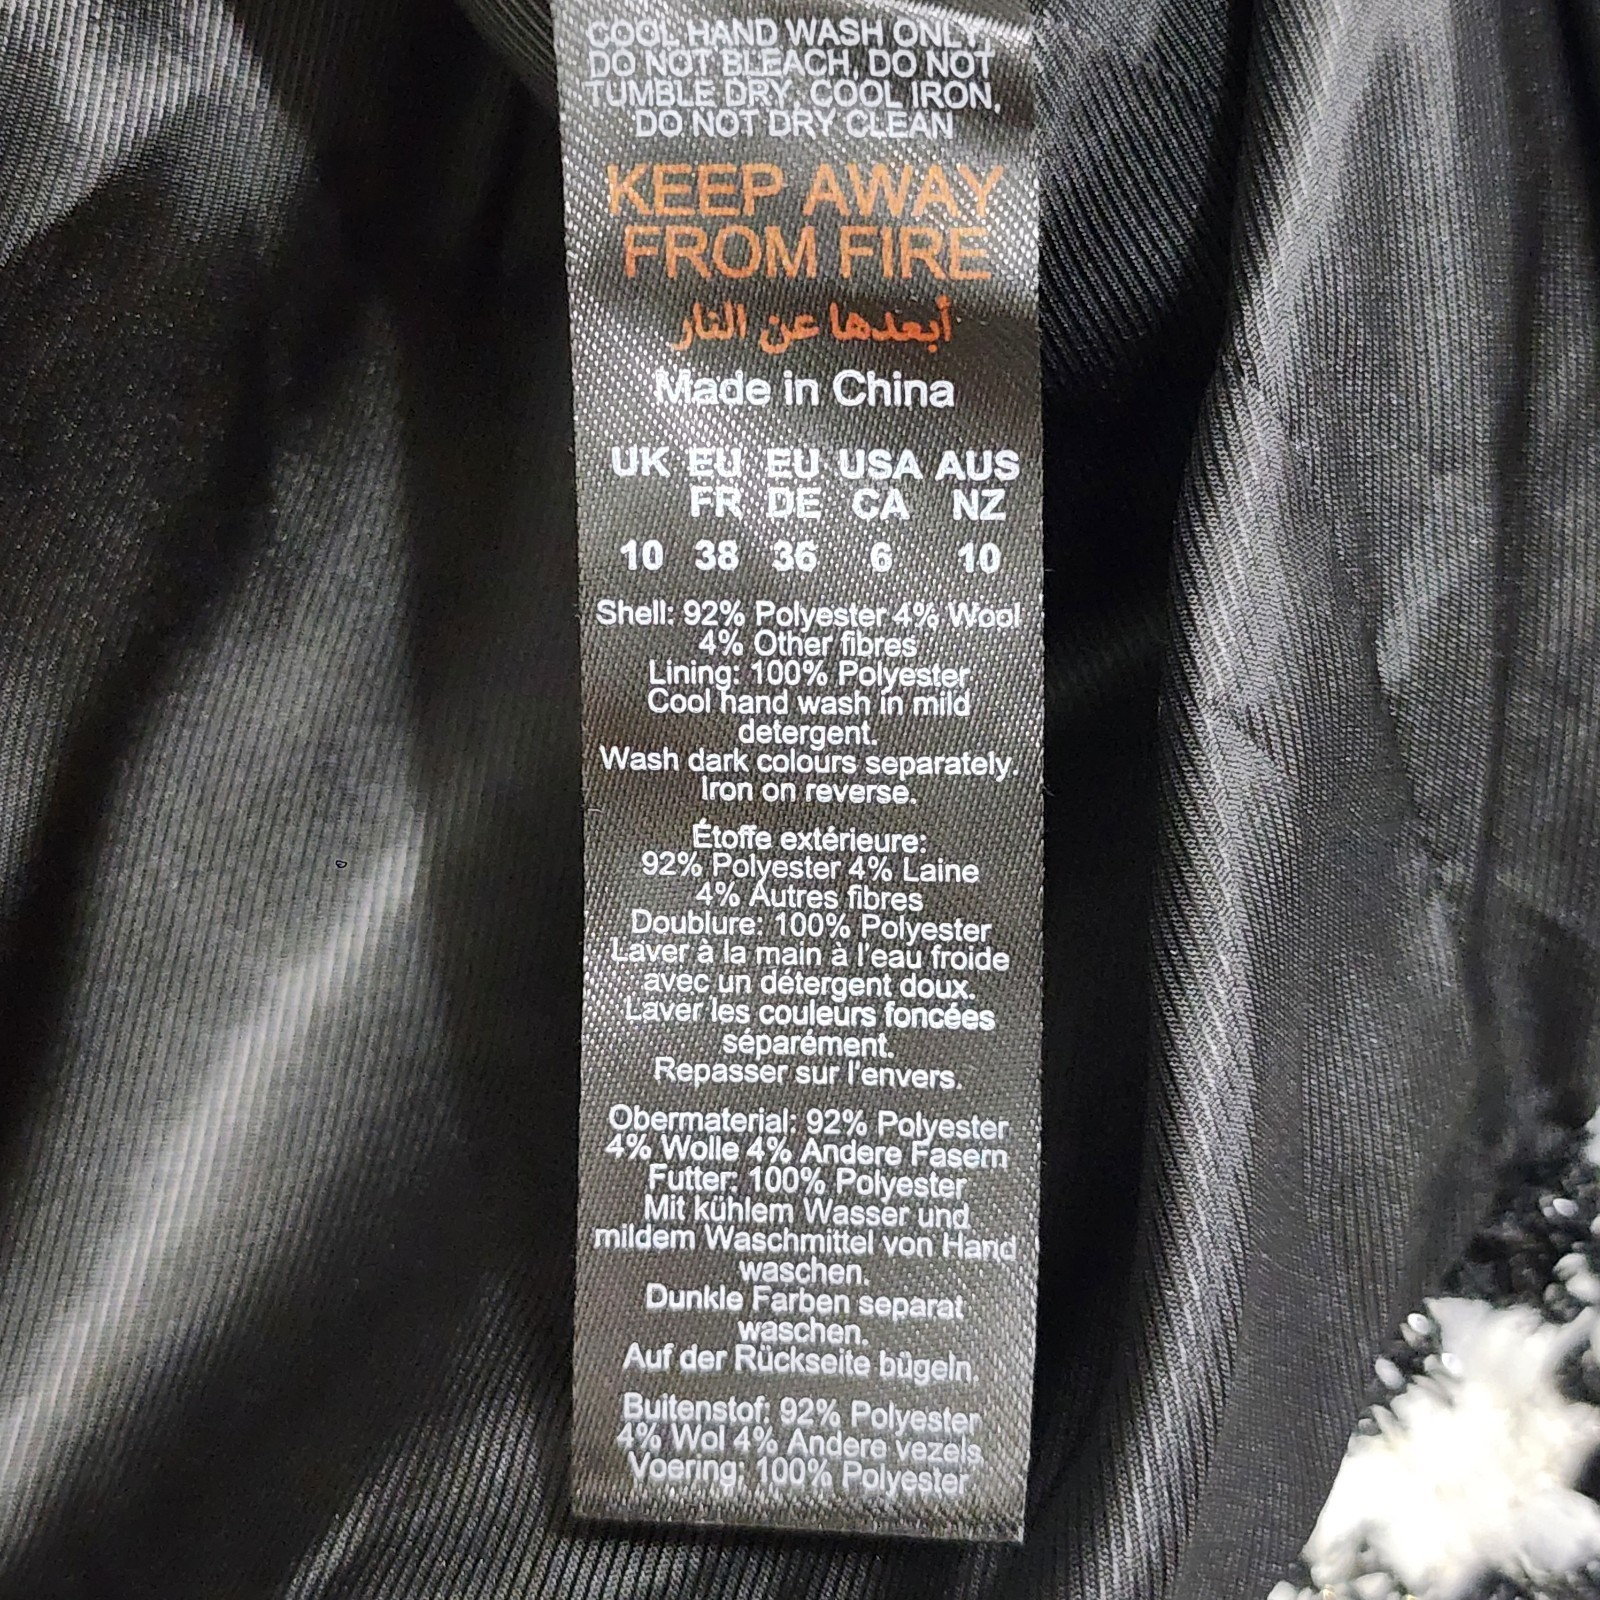 COOL HAND WASH ONLY,
DO NOT BLEACH, DO NOT
TUMBLE DRY, COOL IRON,
DO NOT DRY CLEAN
KEEP AWAY
FROM FIRE
أبعدها عن النار
Made in China
UK EU EU USA AUS
FR DE CA NZ
10 38 36 6 10
Shell: 92% Polyester 4% Wool
4% Other fibres
Lining: 100% Polyester
Cool hand wash in mild
detergent.
Wash dark colours separately.
Iron on reverse.
Étoffe extérieure:
92% Polyester 4% Laine
4% Autres fibres
Doublure: 100% Polyester
Laver à la main à l'eau froide
avec un détergent doux.
Laver les couleurs foncées
séparément.
Repasser sur l'envers.
Obermaterial: 92% Polyester
4% Wolle 4% Andere Fasern
Futter: 100% Polyester
Mit kühlem Wasser und
mildem Waschmittel von Hand
waschen.
Dunkle Farben separat
waschen.
Auf der Rückseite bügeln.
Buitenstof: 92% Polyester
4% Wol 4% Andere vezels
Voering: 100% Polyester